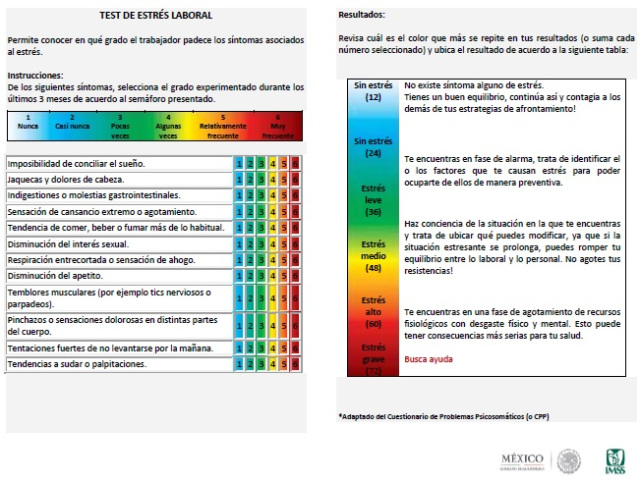 TEST DE ESTRÉS LABORAL
Permite conocer en qué grado el trabajador padece los síntomas asociados
al estrés.
Instrucciones:
De los siguientes síntomas, selecciona el grado experimentado durante los
últimos 3 meses de acuerdo al semáforo presentado.
1 2 3 4 5 6
Nunca Casi nunca Pocas veces Algunas veces Relativamente frecuente Muy frecuente
Imposibilidad de conciliar el sueño. 1 2 3 4 5 6
Jaquecas y dolores de cabeza. 1 2 3 4 5 6
Indigestiones o molestias gastrointestinales. 1 2 3 4 5 6
Sensación de cansancio extremo o agotamiento. 1 2 3 4 5 6
Tendencia de comer, beber o fumar más de lo habitual. 1 2 3 4 5 6
Disminución del interés sexual. 1 2 3 4 5 6
Respiración entrecortada o sensación de ahogo. 1 2 3 4 5 6
Disminución del apetito. 1 2 3 4 5 6
Temblores musculares (por ejemplo tics nerviosos o
parpadeos). 1 2 3 4 5 6
Pinchazos o sensaciones dolorosas en distintas partes
del cuerpo. 1 2 3 4 5 6
Tentaciones fuertes de no levantarse por la mañana. 1 2 3 4 5 6
Tendencias a sudar o palpitaciones. 1 2 3 4 5 6
Resultados:
Revisa cuál es el color que más se repite en tus resultados (o suma cada
número seleccionado) y ubica el resultado de acuerdo a la siguiente tabla:
Sin estrés
(12)
No existe síntoma alguno de estrés.
Tienes un buen equilibrio, continúa así y contagia a los
demás de tus estrategias de afrontamiento!
Sin estrés
(24)
Te encuentras en fase de alarma, trata de identificar el
o los factores que te causan estrés para poder
ocuparte de ellos de manera preventiva.
Estrés
leve
(36)
Haz conciencia de la situación en la que te encuentras
y trata de ubicar qué puedes modificar, ya que si la
situación estresante se prolonga, puedes romper tu
equilibrio entre lo laboral y lo personal. No agotes tus
resistencias!
Estrés
medio
(48)
Estrés
alto
(60)
Te encuentras en una fase de agotamiento de recursos
fisiológicos con desgaste físico y mental. Esto puede
tener consecuencias más serias para tu salud.
Estrés
grave
(72)
Busca ayuda
*Adaptado del Cuestionario de Problemas Psicosomáticos (o CPP)
MÉXICO
GOBIERNO DE LA REPÚBLICA
IMSS